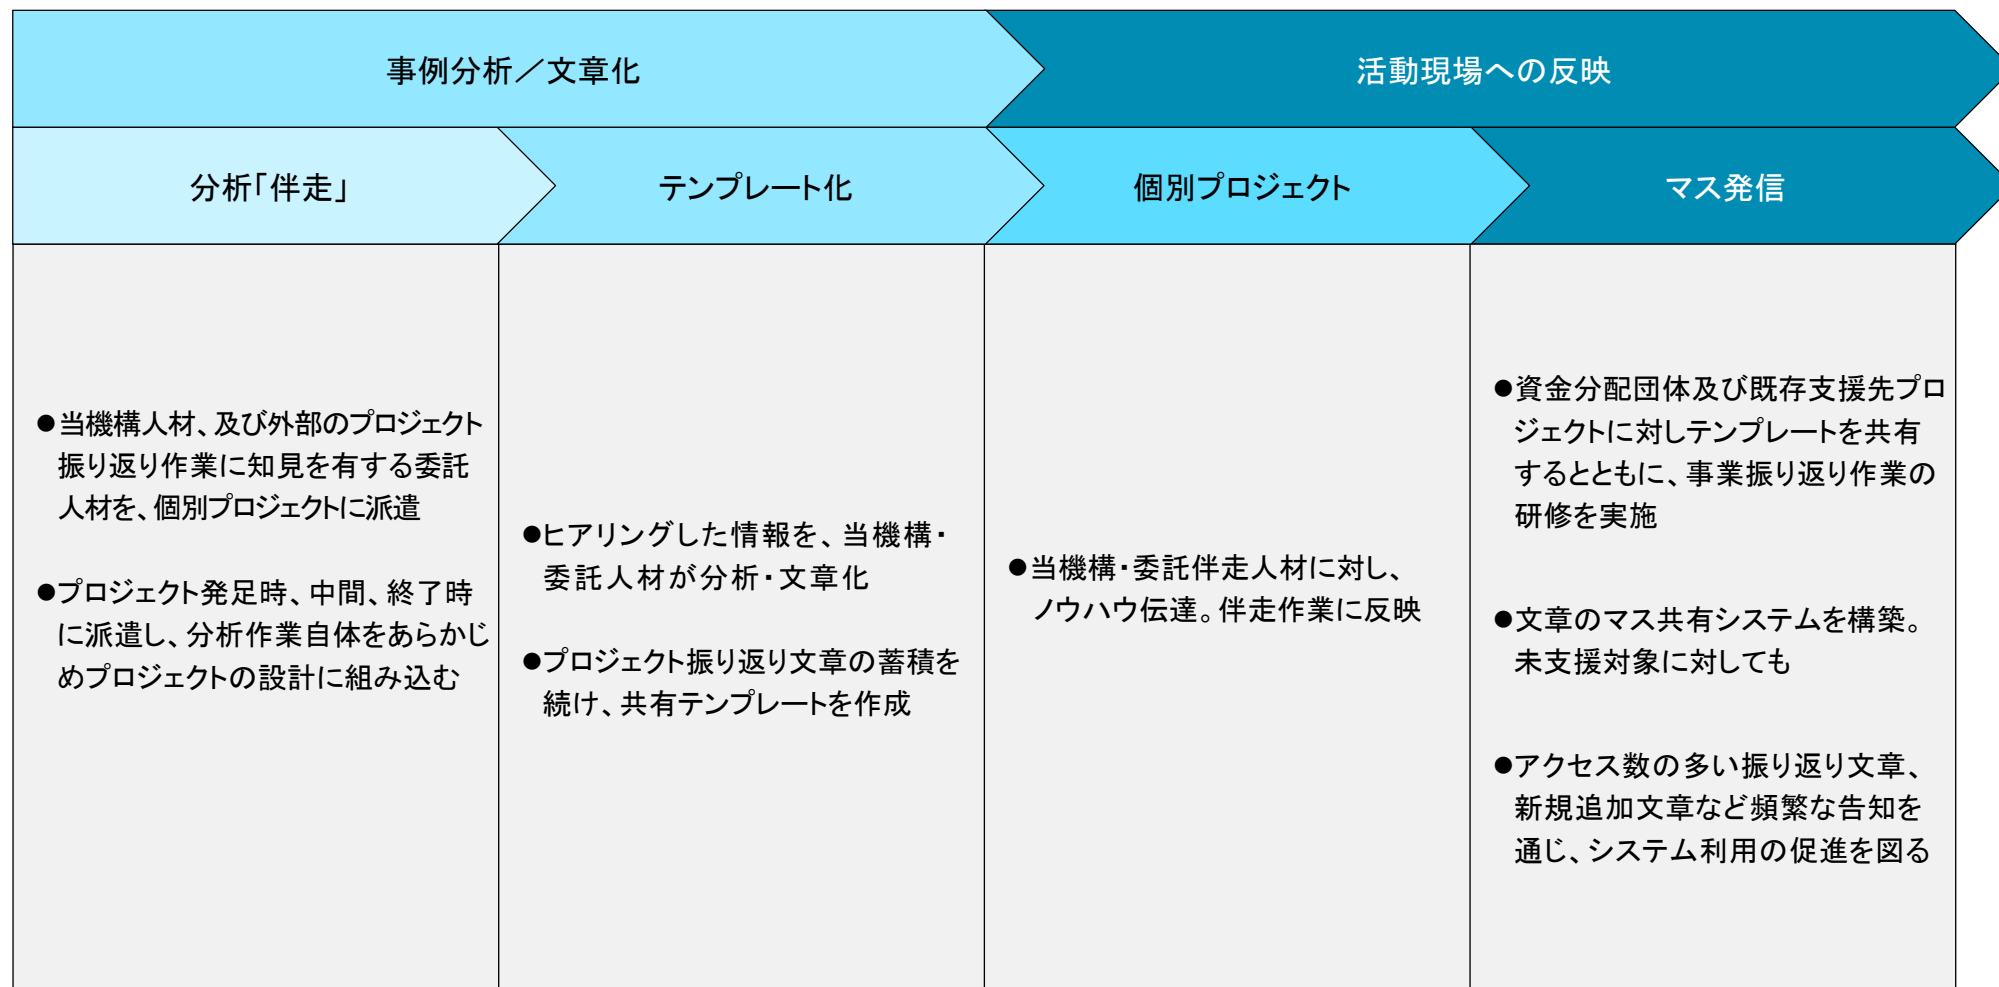 事例分析／文章化
活動現場への反映
分析「伴走」
テンプレート化
個別プロジェクト
マス発信
●当機構人材、及び外部のプロジェクト
振り返り作業に知見を有する委託
人材を、個別プロジェクトに派遣
●プロジェクト発足時、中間、終了時
に派遣し、分析作業自体をあらかじ
めプロジェクトの設計に組み込む
●ヒアリングした情報を、当機構・
委託人材が分析・文章化
●プロジェクト振り返り文章の蓄積を
続け、共有テンプレートを作成
●当機構・委託伴走人材に対し、
ノウハウ伝達。伴走作業に反映
●資金分配団体及び既存支援先プロ
ジェクトに対しテンプレートを共有
するとともに、事業振り返り作業の
研修を実施
●文章のマス共有システムを構築。
未支援対象に対しても
●アクセス数の多い振り返り文章、
新規追加文章など頻繁な告知を
通じ、システム利用の促進を図る